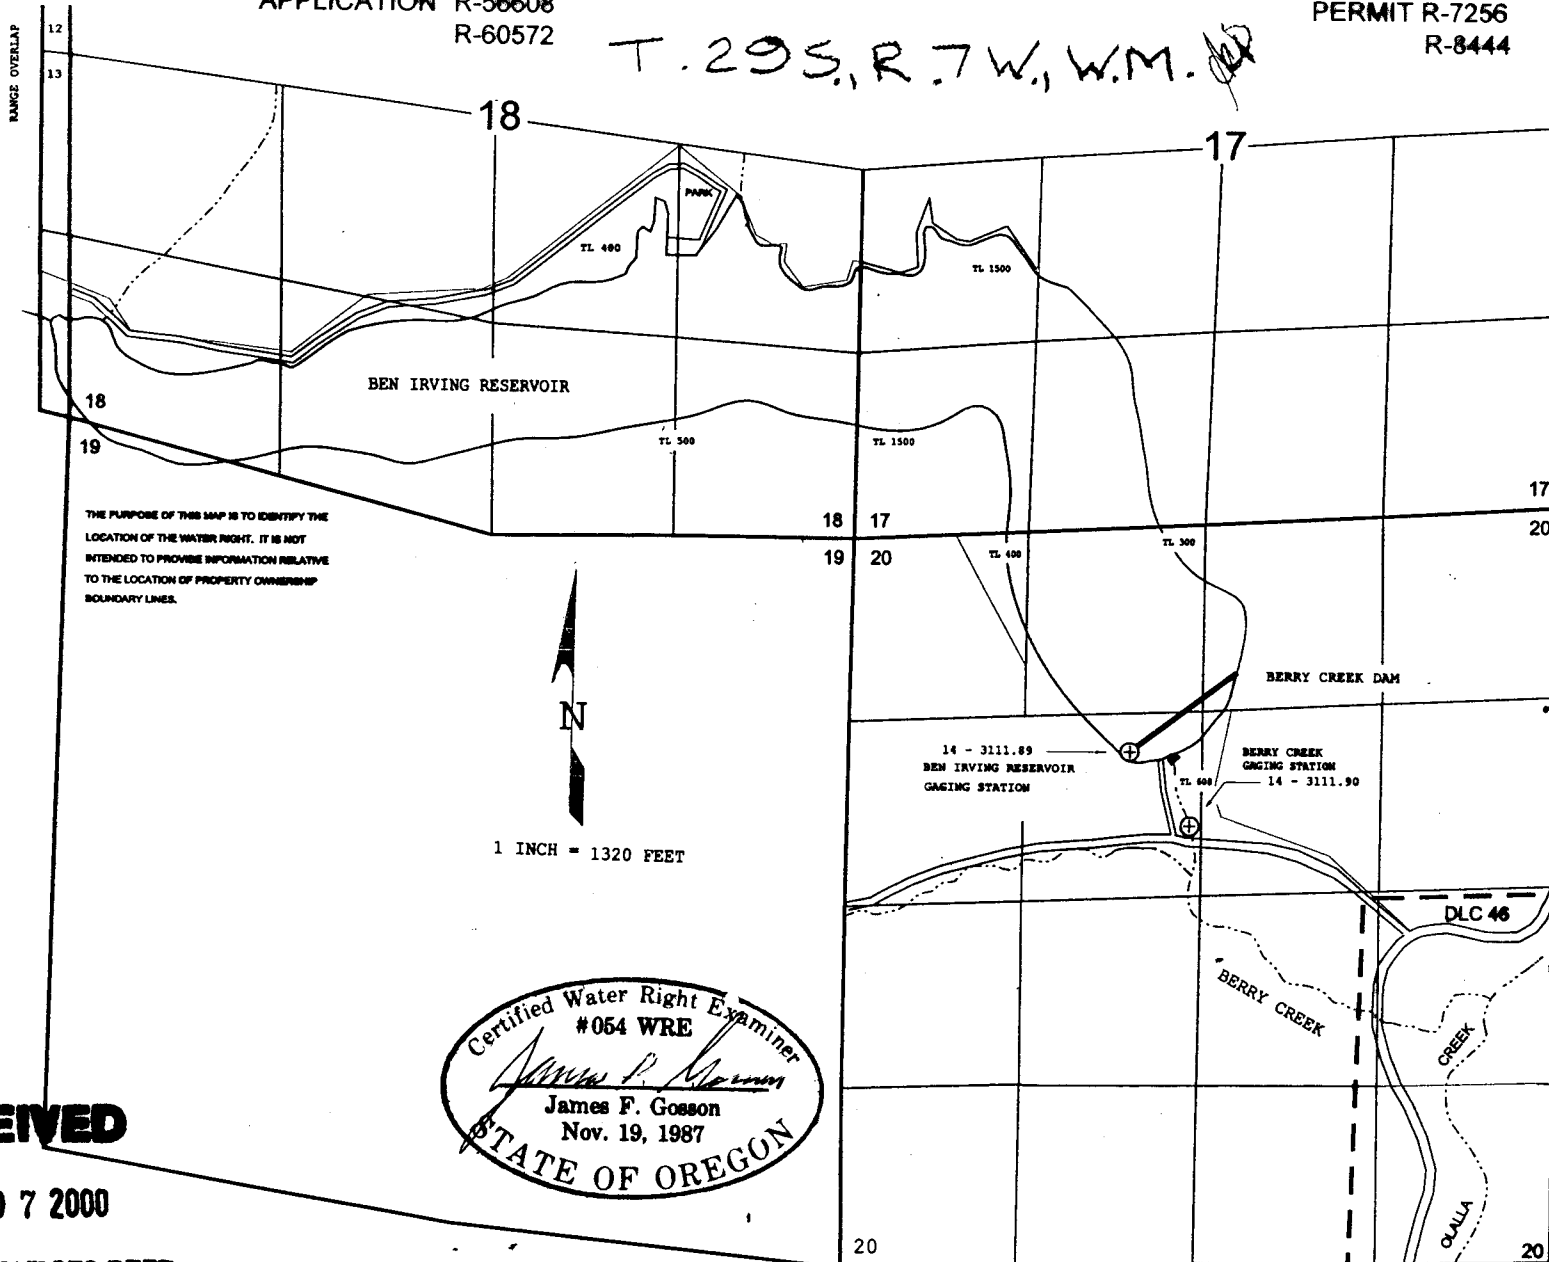 APPLICATION R-56608
R-60572
PERMIT R-7256
R-8444
T. 29S., R. 7W., W.M.
RANGE OVERLAP
12
13
18
17
PARK
TL 400
TL 1500
BEN IRVING RESERVOIR
18
19
TL 500
TL 1500
THE PURPOSE OF THIS MAP IS TO IDENTIFY THE
LOCATION OF THE WATER RIGHT. IT IS NOT
INTENDED TO PROVIDE INFORMATION RELATIVE
TO THE LOCATION OF PROPERTY OWNERSHIP
BOUNDARY LINES.
18 17
19 20
17
20
TL 400
TL 300
N
1 INCH = 1320 FEET
BERRY CREEK DAM
14 - 3111.89
BEN IRVING RESERVOIR
GAGING STATION
BERRY CREEK
GAGING STATION
14 - 3111.90
TL 600
DLC 46
BERRY CREEK
CREEK
OLALLA
Certified Water Right Examiner
#054 WRE
James F. Gosson
Nov. 19, 1987
STATE OF OREGON
EIVED
7 2000
20
20